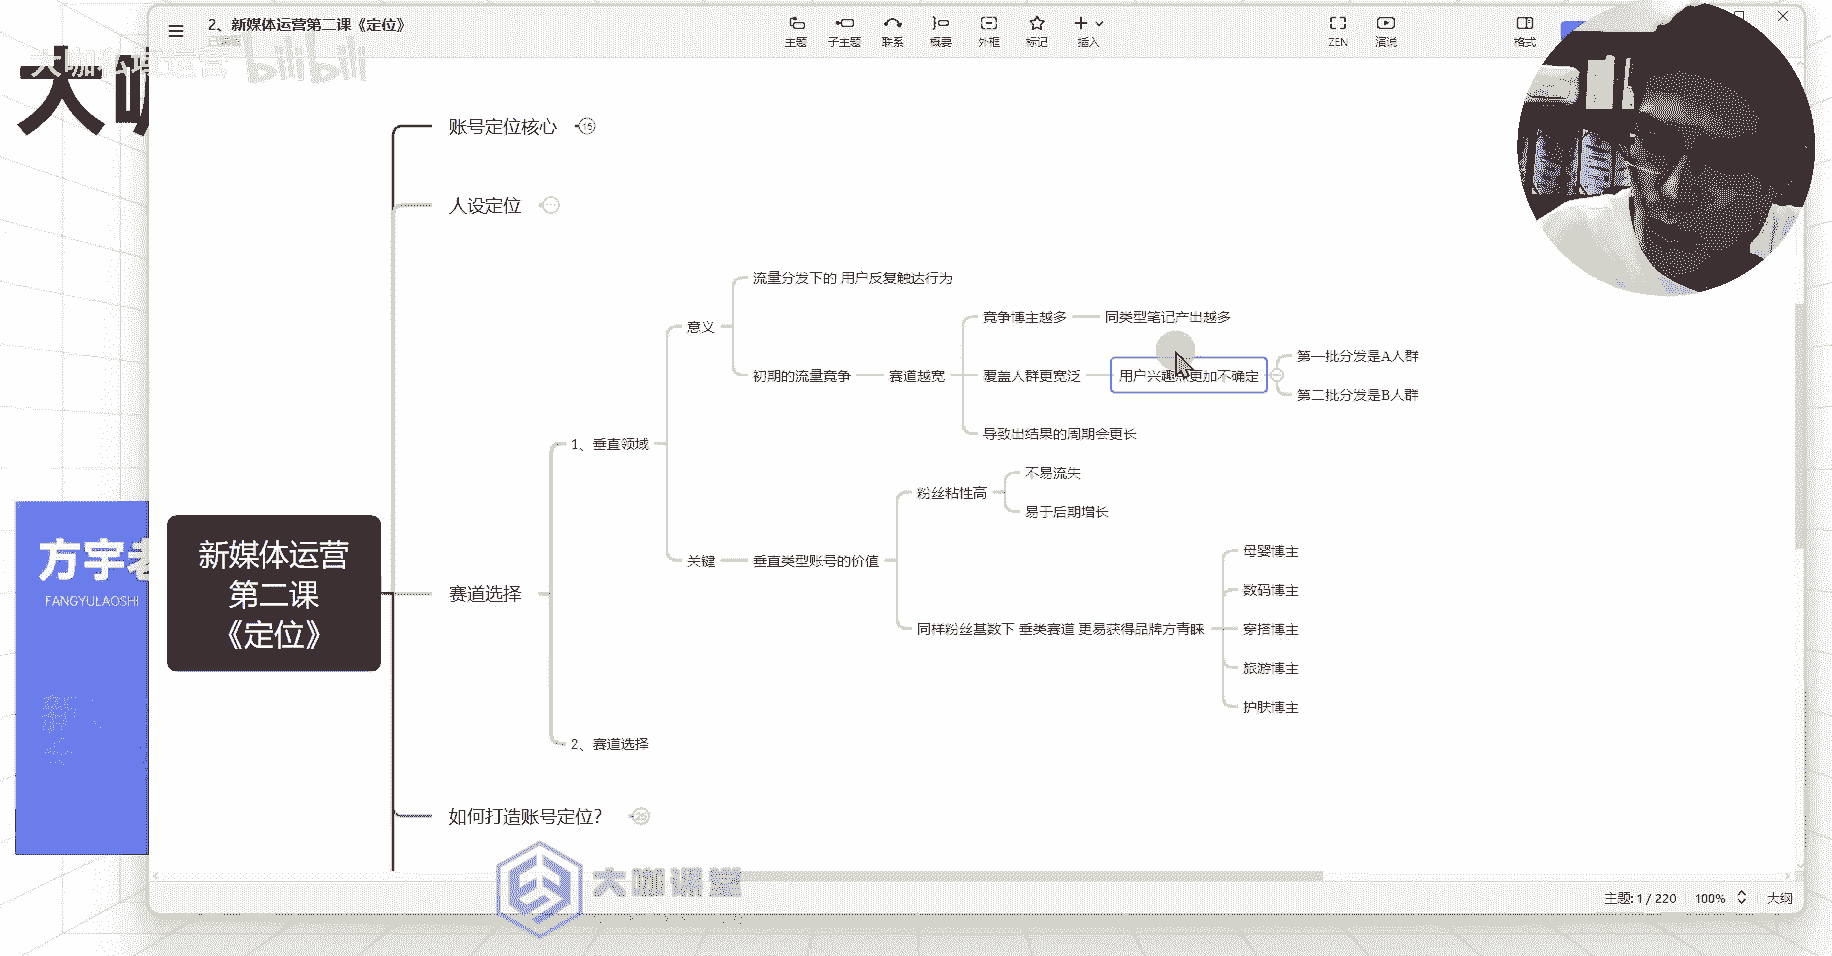 2、新媒体运营第二课《定位》
主题
子主题
联系
概要
外框
标记
插入
ZEN
演说
格式
大咖私域运营
bilibili
大咖
账号定位核心
15
人设定位
流量分发下的 用户反复触达行为
意义
竞争博主越多
同类型笔记产出越多
初期的流量竞争
赛道越宽
覆盖人群更宽泛
用户兴趣点更加不确定
第一批分发是A人群
第二批分发是B人群
导致出结果的周期会更长
1、垂直领域
粉丝粘性高
不易流失
易于后期增长
关键
垂直类型账号的价值
同样粉丝基数下 垂类赛道 更易获得品牌方青睐
母婴博主
数码博主
穿搭博主
旅游博主
护肤博主
方宇老
FANGYULAOSHI
新媒体运营
第二课
《定位》
赛道选择
2、赛道选择
如何打造账号定位?
25
大咖课堂
主题: 1 / 220
100%
大纲